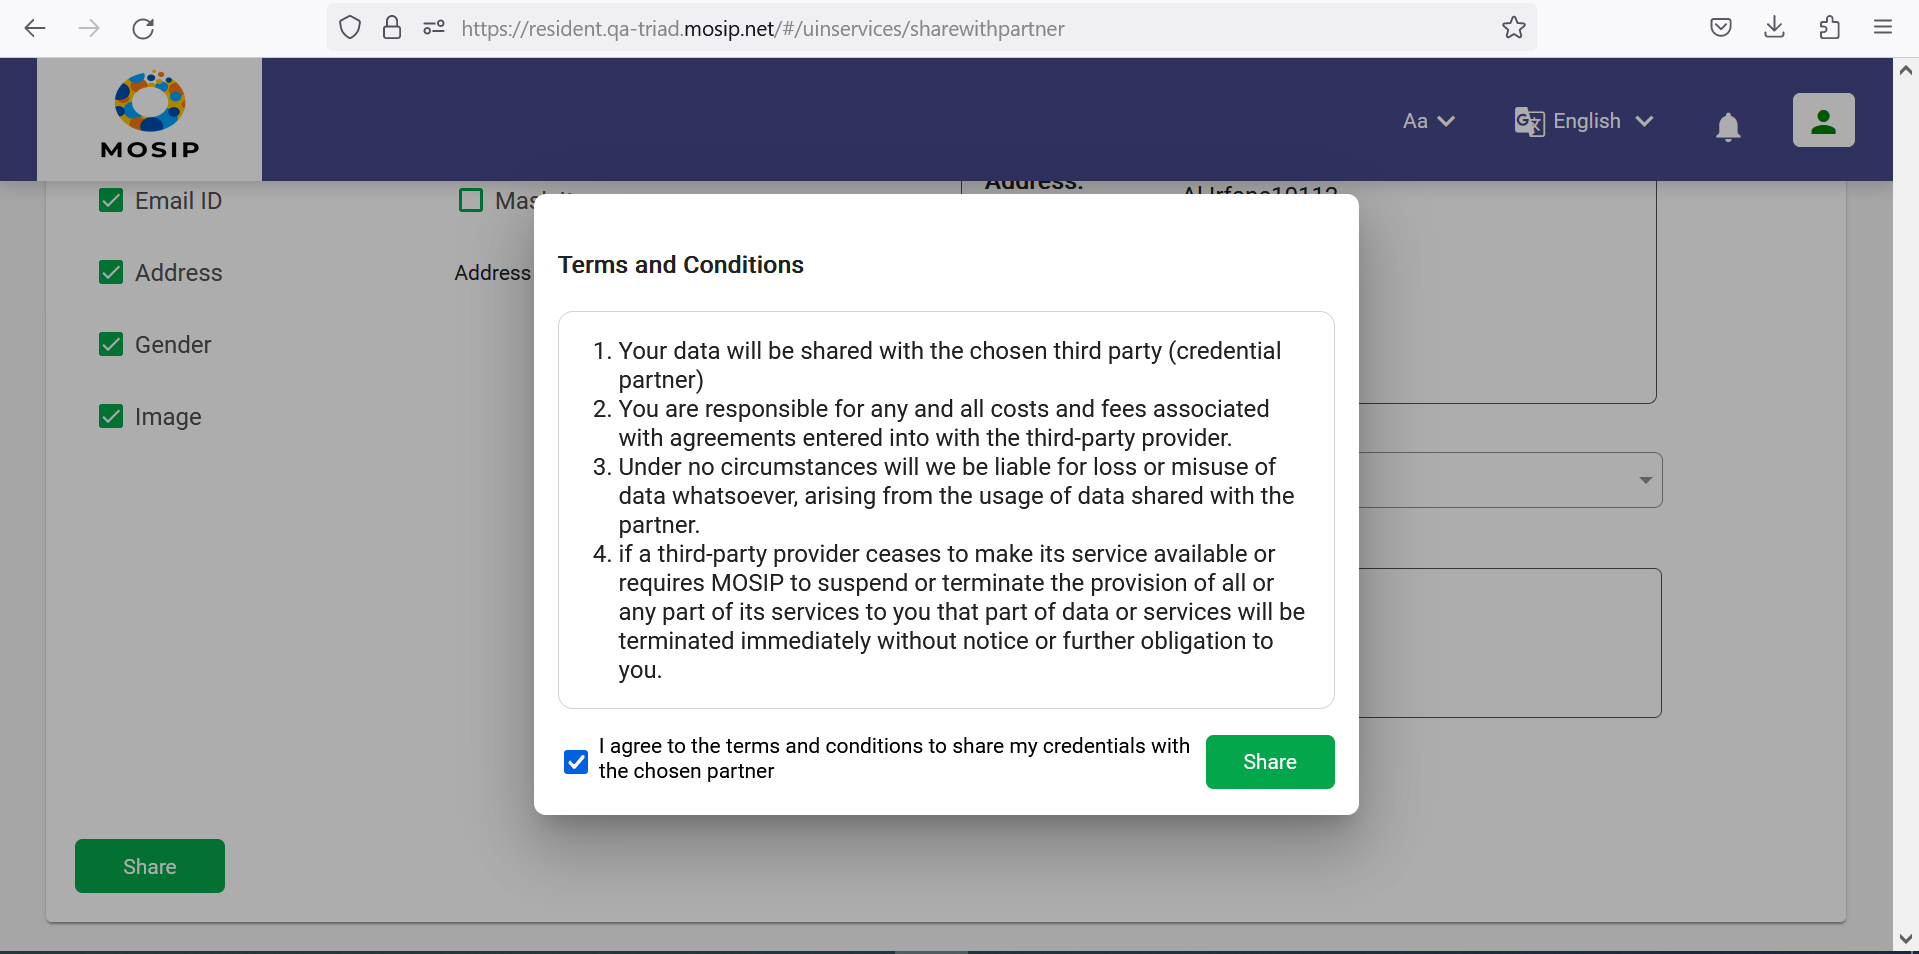 https://resident.qa-triad.mosip.net/#/uinservices/sharewithpartner
MOSIP
Aa
English
Address:
Email ID
Address
Address
Gender
Image
Terms and Conditions
1. Your data will be shared with the chosen third party (credential
partner)
2. You are responsible for any and all costs and fees associated
with agreements entered into with the third-party provider.
3. Under no circumstances will we be liable for loss or misuse of
data whatsoever, arising from the usage of data shared with the
partner.
4. if a third-party provider ceases to make its service available or
requires MOSIP to suspend or terminate the provision of all or
any part of its services to you that part of data or services will be
terminated immediately without notice or further obligation to
you.
I agree to the terms and conditions to share my credentials with
the chosen partner
Share
Share